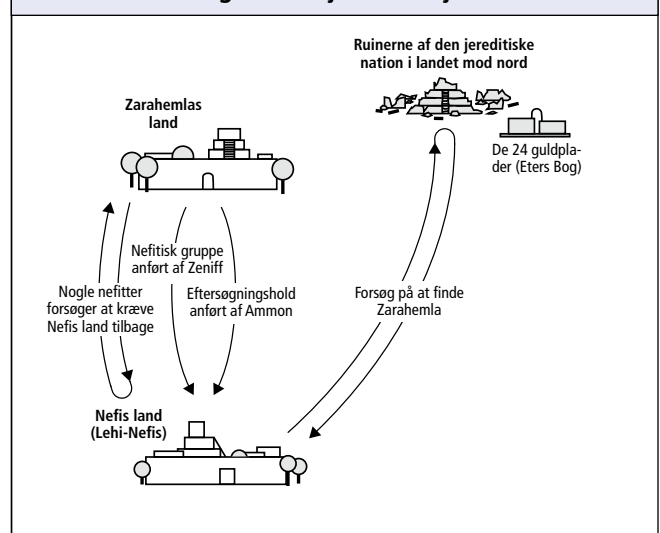 Ruinerne af den jereditiske
nation i landet mod nord
Zarahemlas
land
De 24 guldpla-
der (Eters Bog)
Nefitisk gruppe
anført af Zeniff
Nogle nefitter
forsøger at kræve
Nefis land tilbage
Eftersøgningshold
anført af Ammon
Forsøg på at finde
Zarahemla
Nefis land
(Lehi-Nefis)